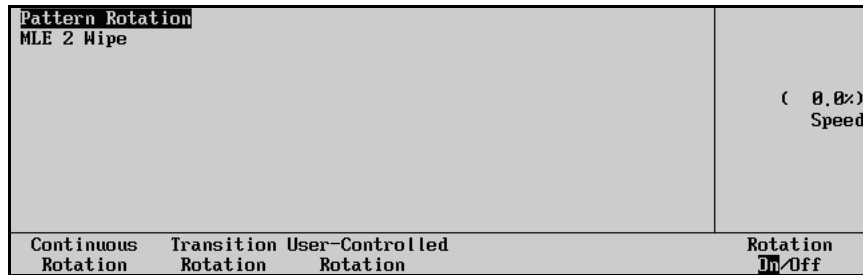 Pattern Rotation
MLE 2 Wipe
( 0.0%)
Speed
Continuous Rotation
Transition Rotation
User-Controlled Rotation
Rotation
On/Off